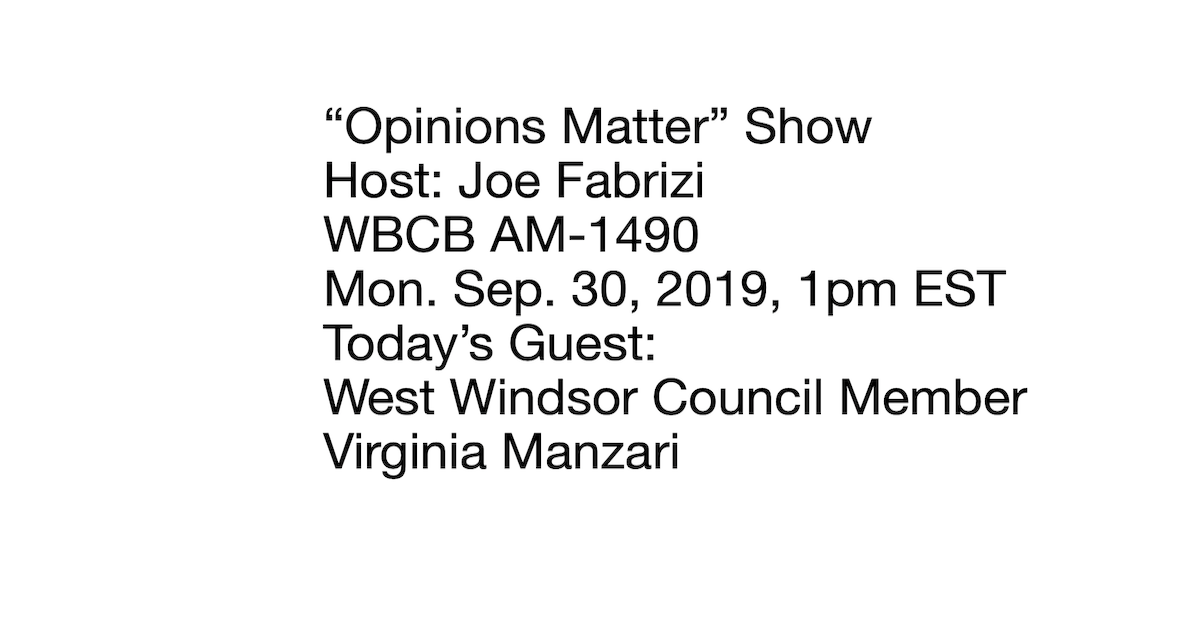 “Opinions Matter” Show
Host: Joe Fabrizi
WBCB AM-1490
Mon. Sep. 30, 2019, 1pm EST
Today’s Guest:
West Windsor Council Member
Virginia Manzari